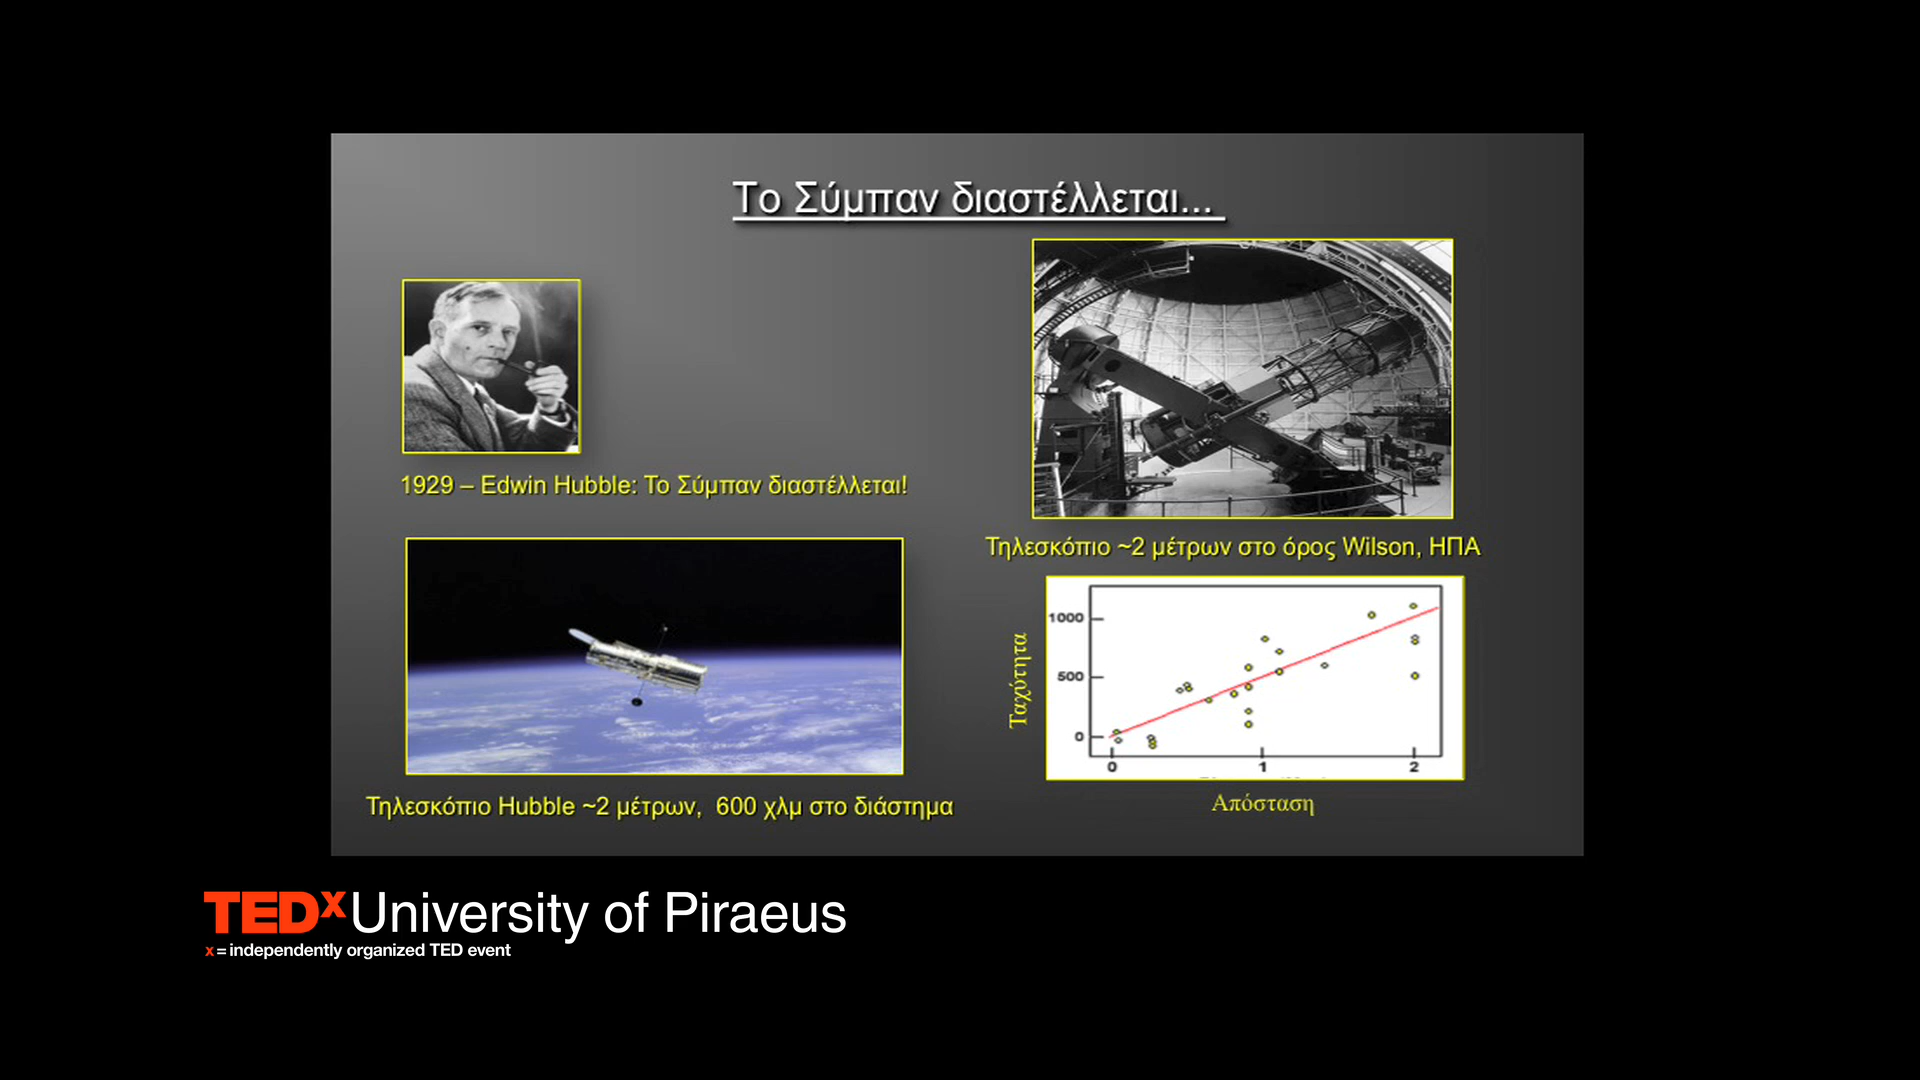 Το Σύμπαν διαστέλλεται...
1929 – Edwin Hubble: Το Σύμπαν διαστέλλεται!
Τηλεσκόπιο ~2 μέτρων στο όρος Wilson, ΗΠΑ
Ταχύτητα
1000
500
0
0 1 2
Απόσταση
Τηλεσκόπιο Hubble ~2 μέτρων, 600 χλμ στο διάστημα
TEDx University of Piraeus
x = independently organized TED event